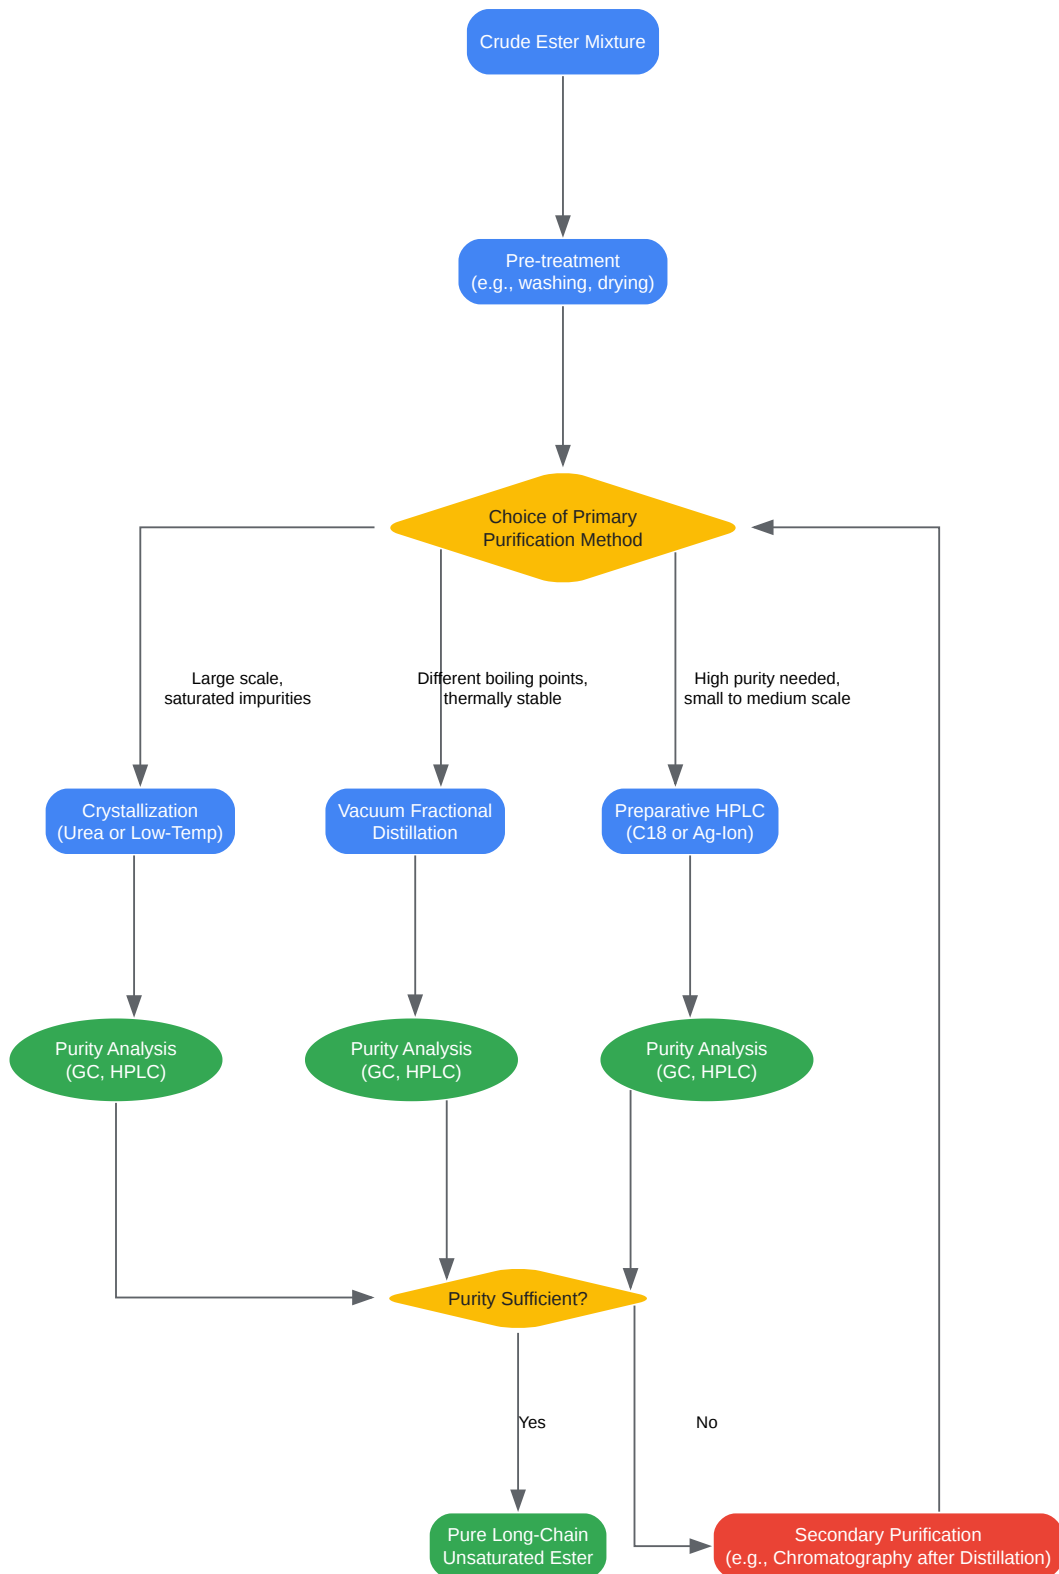 Crude Ester Mixture
Pre-treatment
(e.g., washing, drying)
Choice of Primary
Purification Method
Large scale,
saturated impurities
Different boiling points,
thermally stable
High purity needed,
small to medium scale
Crystallization
(Urea or Low-Temp)
Vacuum Fractional
Distillation
Preparative HPLC
(C18 or Ag-Ion)
Purity Analysis
(GC, HPLC)
Purity Analysis
(GC, HPLC)
Purity Analysis
(GC, HPLC)
Purity Sufficient?
Yes
No
Pure Long-Chain
Unsaturated Ester
Secondary Purification
(e.g., Chromatography after Distillation)